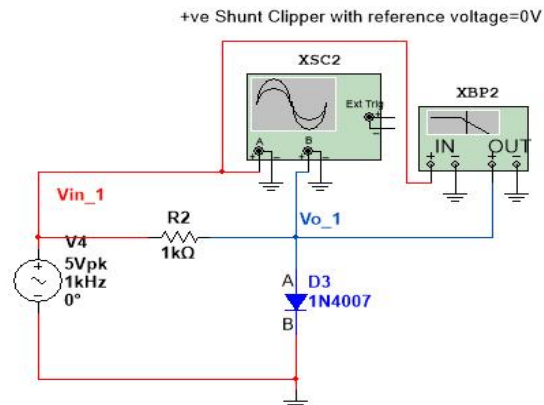 +ve Shunt Clipper with reference voltage=0V
XSC2
Ext Trig
+
-
A
B
+ - + -
XBP2
IN OUT
+ - + -
Vin_1
R2
1kΩ
Vo_1
V4
+
-
5Vpk
1kHz
0°
A
B
D3
1N4007